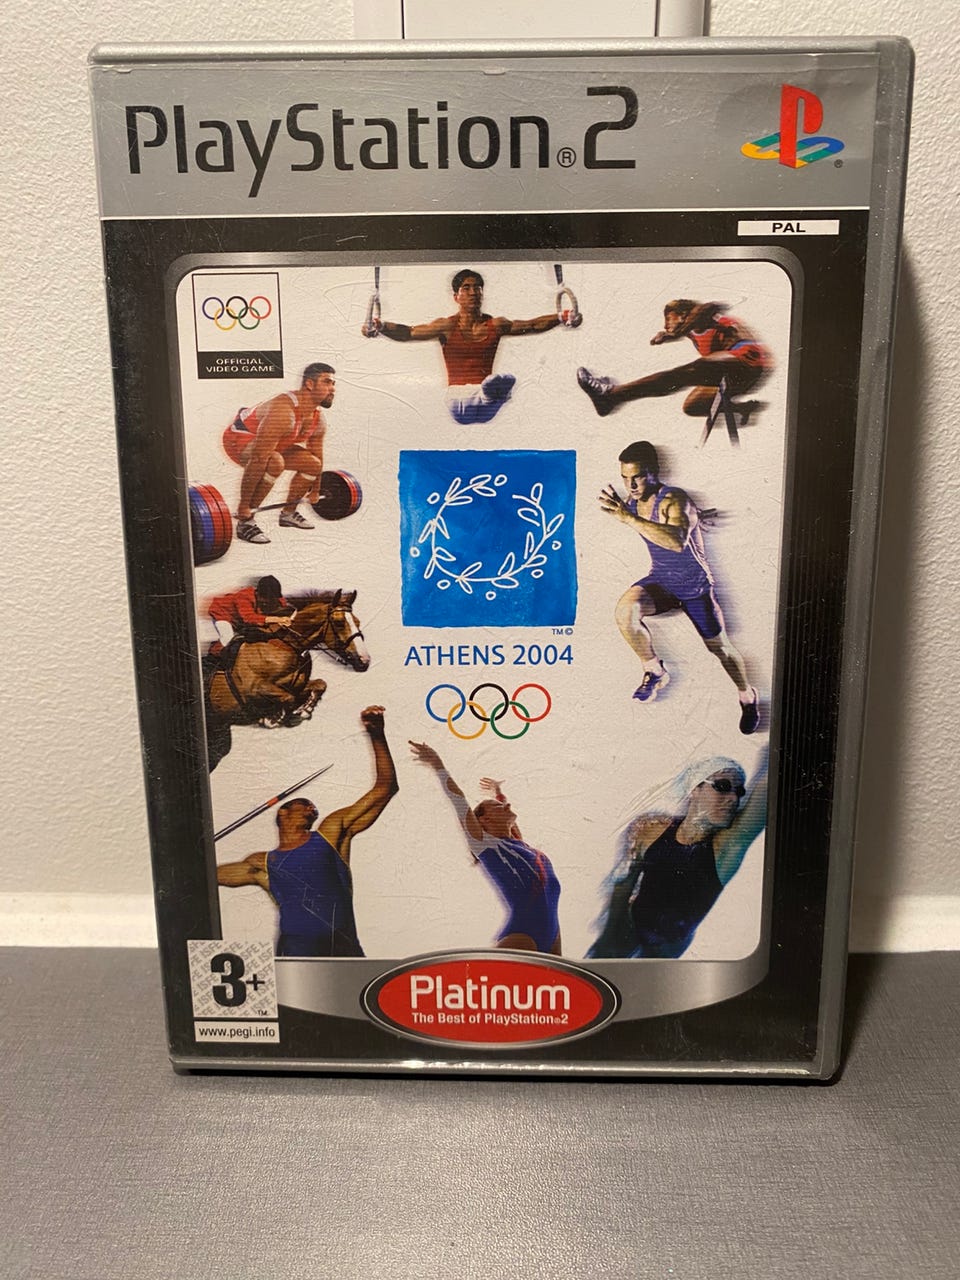 PlayStation®2
PAL
OFFICIAL
VIDEO GAME
TM©
ATHENS 2004
3+
TM
www.pegi.info
Platinum
The Best of PlayStation®2